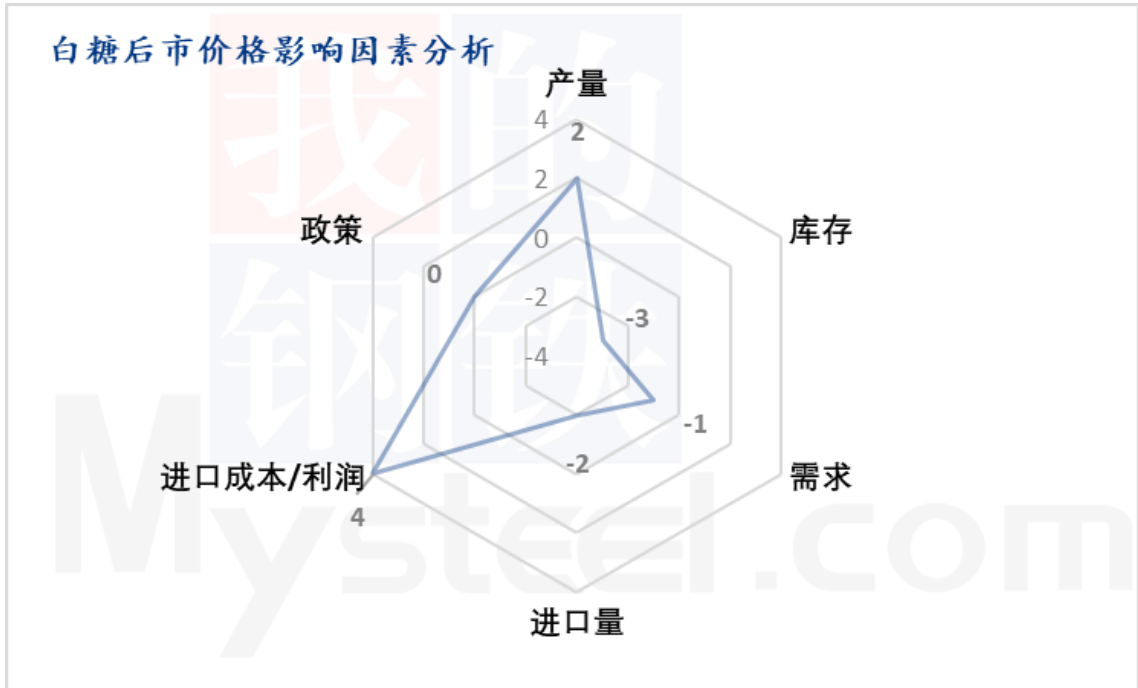 白糖后市价格影响因素分析
产量
4
2
2
政策
0
库存
0
-2
-3
-4
-1
进口成本/利润
-2
需求
4
进口量
我的
钢铁
Mysteel.com